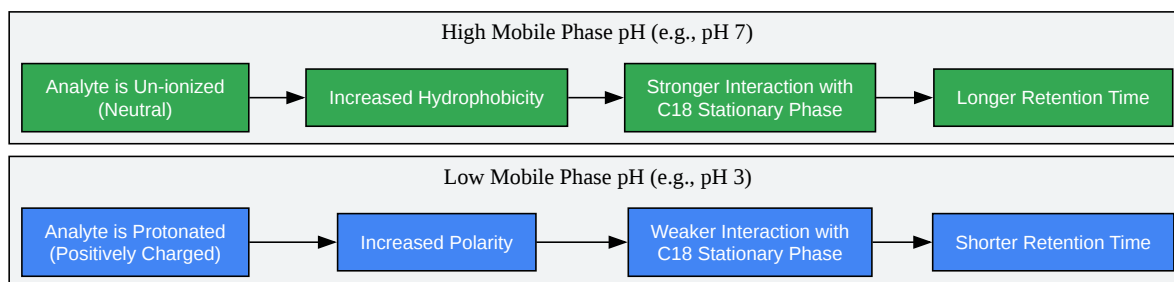 High Mobile Phase pH (e.g., pH 7)
Analyte is Un-ionized
(Neutral)
Increased Hydrophobicity
Stronger Interaction with
C18 Stationary Phase
Longer Retention Time
Low Mobile Phase pH (e.g., pH 3)
Analyte is Protonated
(Positively Charged)
Increased Polarity
Weaker Interaction with
C18 Stationary Phase
Shorter Retention Time